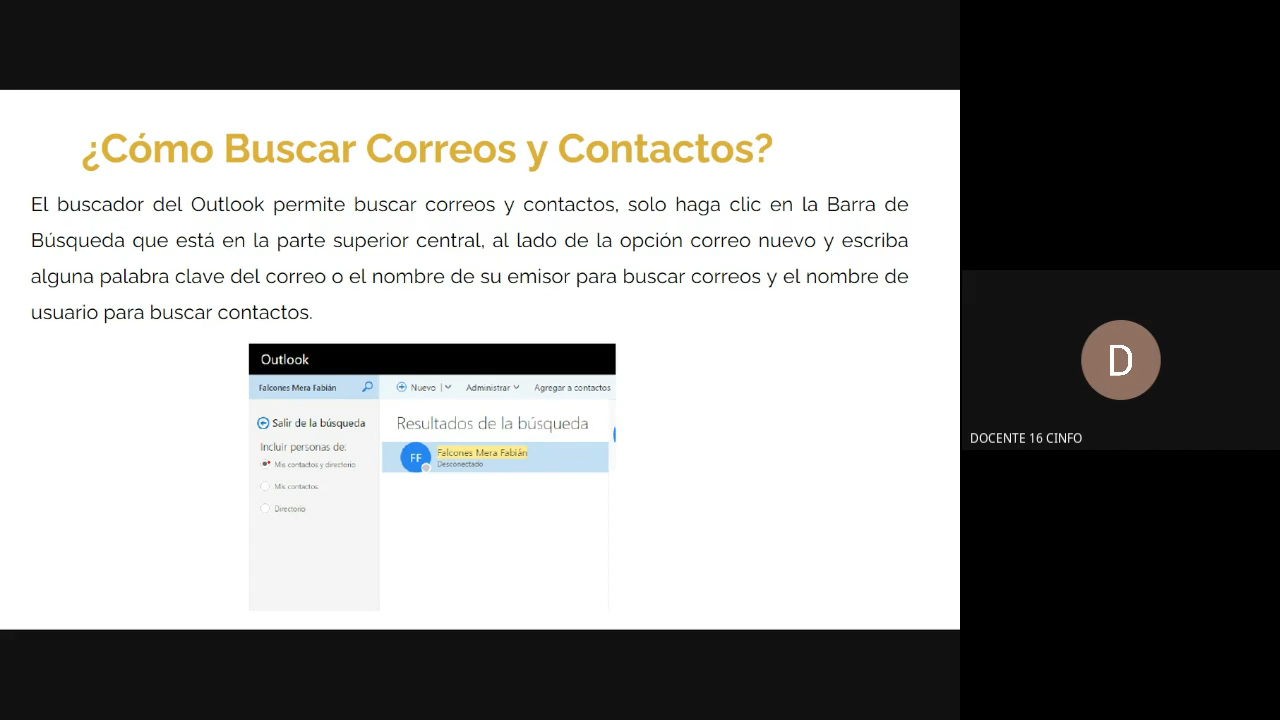 ¿Cómo Buscar Correos y Contactos?
El buscador del Outlook permite buscar correos y contactos, solo haga clic en la Barra de
Búsqueda que está en la parte superior central, al lado de la opción correo nuevo y escriba
alguna palabra clave del correo o el nombre de su emisor para buscar correos y el nombre de
usuario para buscar contactos.
Outlook
Falcones Mera Fabián
Nuevo | Administrar Agregar a contactos
Salir de la búsqueda
Incluir personas de:
Mis contactos y directorio
Mis contactos
Directorio
Resultados de la búsqueda
FF
Falcones Mera Fabián
Desconectado
D
DOCENTE 16 CINFO